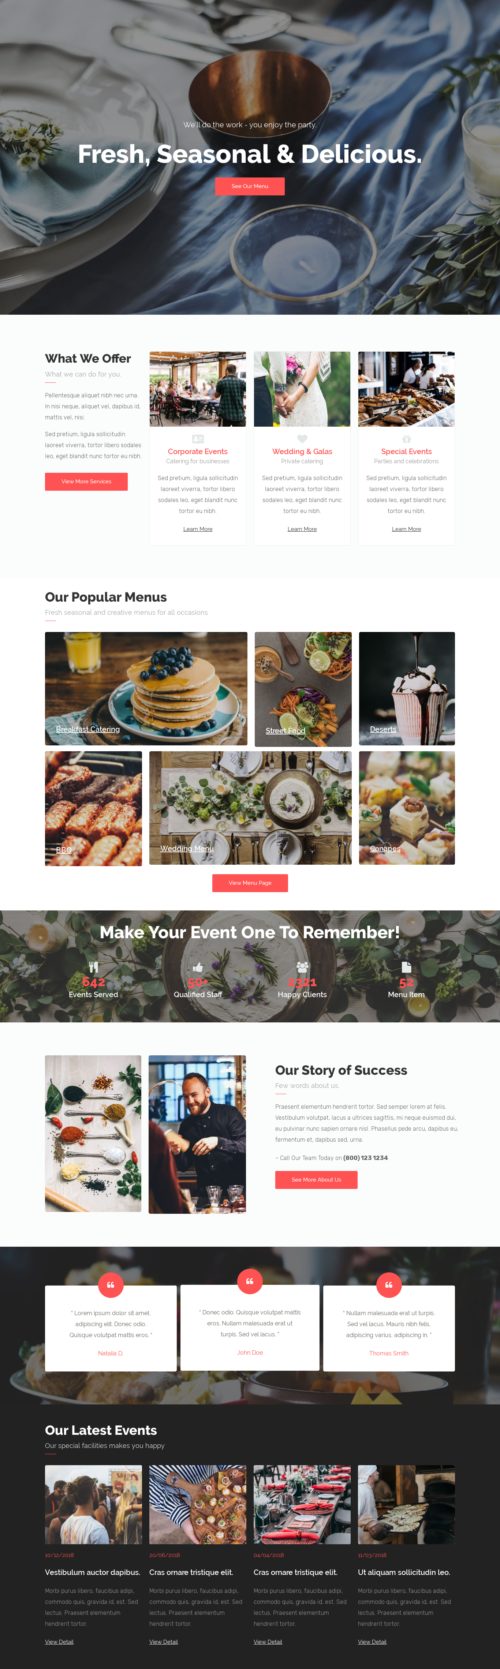 We'll do the work - you enjoy the party.
Fresh, Seasonal & Delicious.
See Our Menu
What We Offer
What we can do for you.
Pellentesque aliquet nibh nec urna.
In nisi neque, aliquet vel, dapibus id,
mattis vel, nisi.
Sed pretium, ligula sollicitudin
laoreet viverra, tortor libero sodales
leo, eget blandit nunc tortor eu nibh.
View More Services
Corporate Events
Catering for businesses
Sed pretium, ligula sollicitudin
laoreet viverra, tortor libero
sodales leo, eget blandit nunc
tortor eu nibh.
Learn More
Wedding & Galas
Private catering
Sed pretium, ligula sollicitudin
laoreet viverra, tortor libero
sodales leo, eget blandit nunc
tortor eu nibh.
Learn More
Special Events
Parties and celebrations
Sed pretium, ligula sollicitudin
laoreet viverra, tortor libero
sodales leo, eget blandit nunc
tortor eu nibh.
Learn More
Our Popular Menus
Fresh seasonal and creative menus for all occasions
Breakfast Catering
Street Food
Deserts
BBQ
Wedding Menu
Canapes
View Menu Page
Make Your Event One To Remember!
642
Events Served
50+
Qualified Staff
1321
Happy Clients
52
Menu Item
Our Story of Success
Few words about us.
Praesent elementum hendrerit tortor. Sed semper lorem at felis.
Vestibulum volutpat, lacus a ultrices sagittis, mi neque euismod dui,
eu pulvinar nunc sapien ornare nisl. Phasellus pede arcu, dapibus eu,
fermentum et, dapibus sed, urna.
- Call Our Team Today on (800) 123 1234
See More About Us
" Lorem ipsum dolor sit amet,
adipiscing elit. Donec odio.
Quisque volutpat mattis eros. "
Natalia D.
" Donec odio. Quisque volutpat mattis
eros. Nullam malesuada erat ut
turpis. Sed vel lacus. "
John Doe
" Nullam malesuada erat ut turpis.
Sed vel lacus. Mauris nibh felis,
adipiscing varius, adipiscing in. "
Thomas Smith
Our Latest Events
Our special facilities makes you happy
10/12/2018
Vestibulum auctor dapibus.
Morbi purus libero, faucibus adipi,
commodo quis, gravida id, est. Sed
lectus. Praesent elementum
hendrerit tortor.
View Detail
20/06/2018
Cras ornare tristique elit.
Morbi purus libero, faucibus adipi,
commodo quis, gravida id, est. Sed
lectus. Praesent elementum
hendrerit tortor.
View Detail
04/04/2018
Cras ornare tristique elit.
Morbi purus libero, faucibus adipi,
commodo quis, gravida id, est. Sed
lectus. Praesent elementum
hendrerit tortor.
View Detail
11/03/2018
Ut aliquam sollicitudin leo.
Morbi purus libero, faucibus adipi,
commodo quis, gravida id, est. Sed
lectus. Praesent elementum
hendrerit tortor.
View Detail